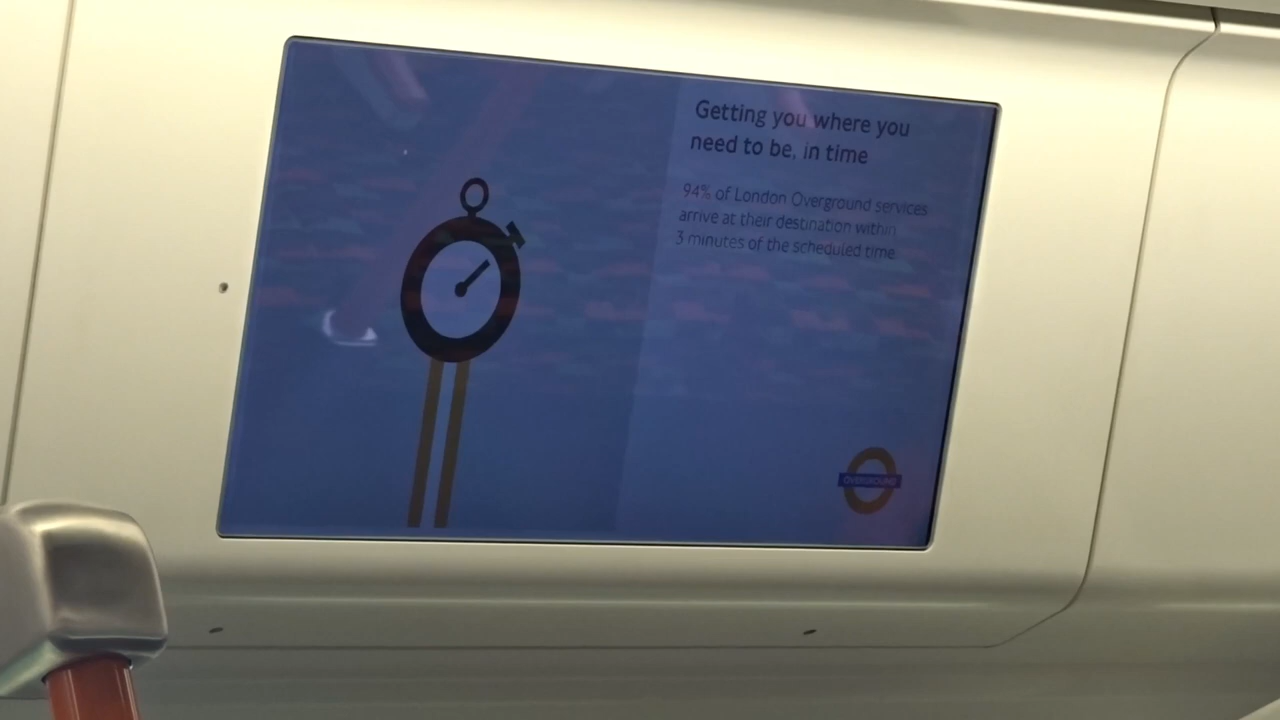 Getting you where you
need to be, in time
94% of London Overground services
arrive at their destination within
3 minutes of the scheduled time
OVERGROUND